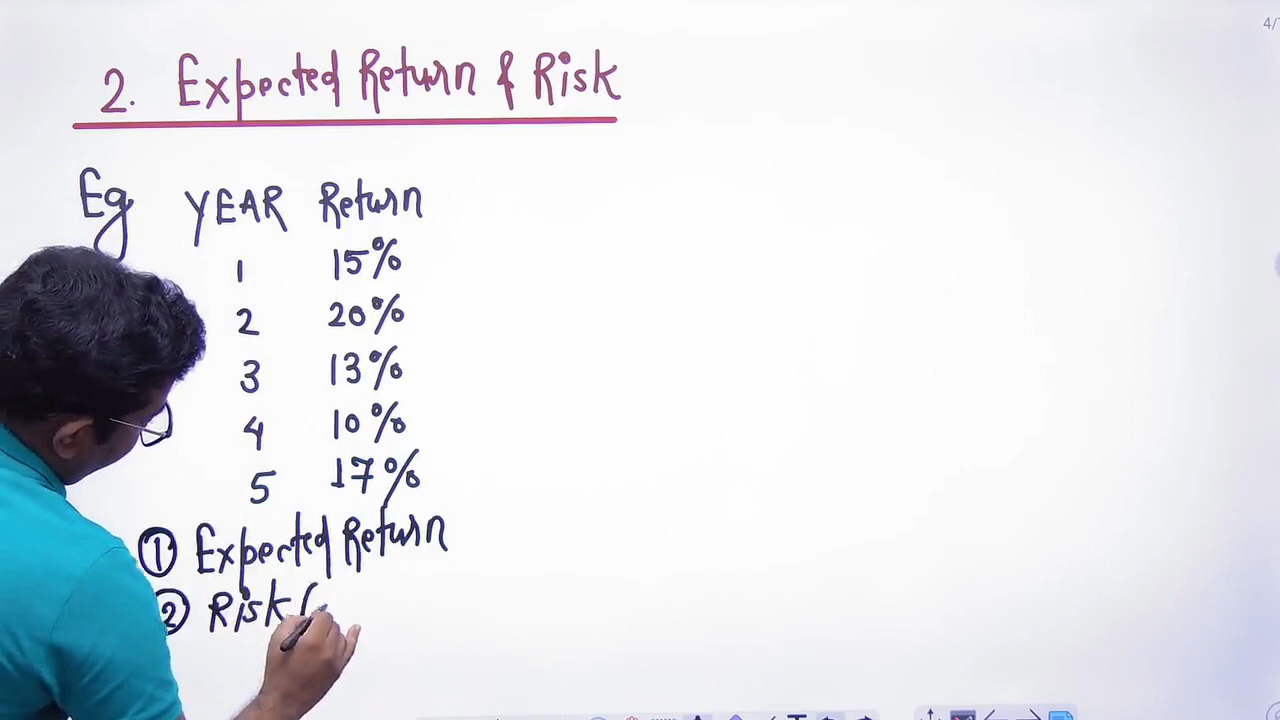 4/
2. Expected Return & Risk
Eg YEAR Return
1 15%
2 20%
3 13%
4 10%
5 17%
① Expected Return
② Risk (